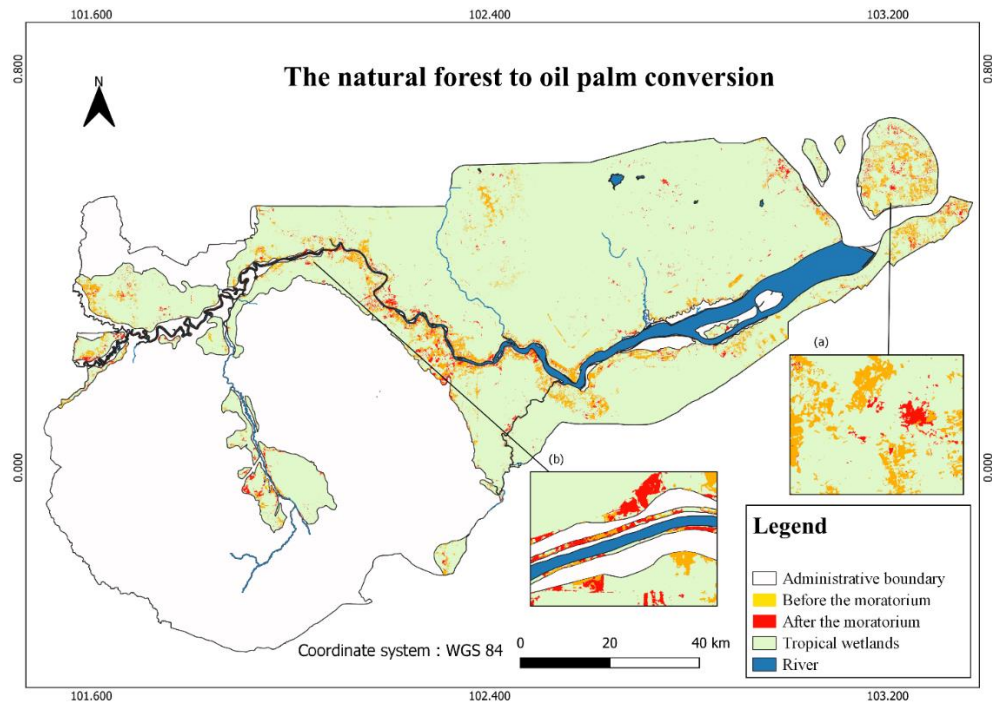 101.600 102.400 103.200
0.800 0.800
The natural forest to oil palm conversion
N
(a)
(b)
0.000 0.000
Legend
Administrative boundary
Before the moratorium
After the moratorium
Tropical wetlands
River
Coordinate system : WGS 84
0 20 40 km
101.600 102.400 103.200